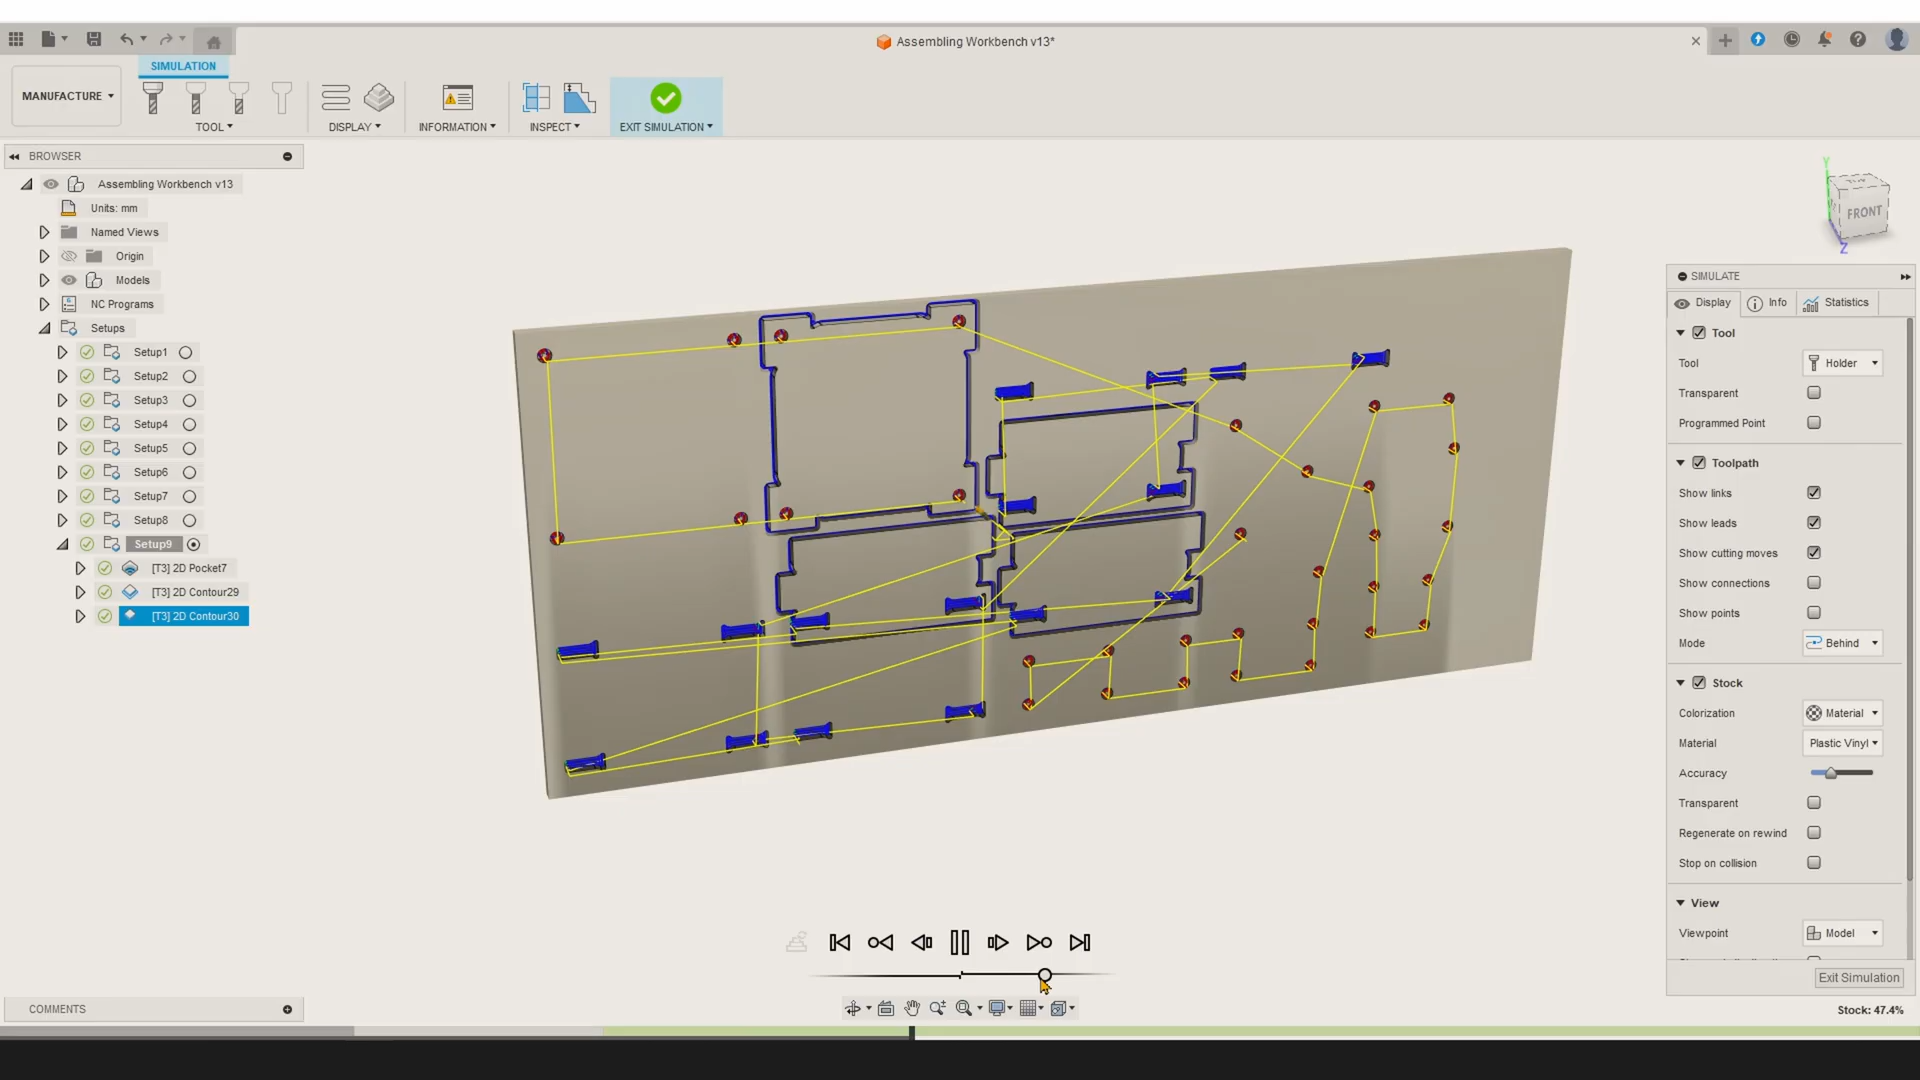 Assembling Workbench v13*
SIMULATION
MANUFACTURE
TOOL
DISPLAY
INFORMATION
INSPECT
EXIT SIMULATION
BROWSER
Assembling Workbench v13
Units: mm
Named Views
Origin
Models
NC Programs
Setups
Setup1
Setup2
Setup3
Setup4
Setup5
Setup6
Setup7
Setup8
Setup9
[T3] 2D Pocket7
[T3] 2D Contour29
[T3] 2D Contour30
Y
FRONT
Z
SIMULATE
Display
Info
Statistics
Tool
Tool
Holder
Transparent
Programmed Point
Toolpath
Show links
Show leads
Show cutting moves
Show connections
Show points
Mode
Behind
Stock
Colorization
Material
Material
Plastic Vinyl
Accuracy
Transparent
Regenerate on rewind
Stop on collision
View
Viewpoint
Model
Exit Simulation
COMMENTS
Stock: 47.4%